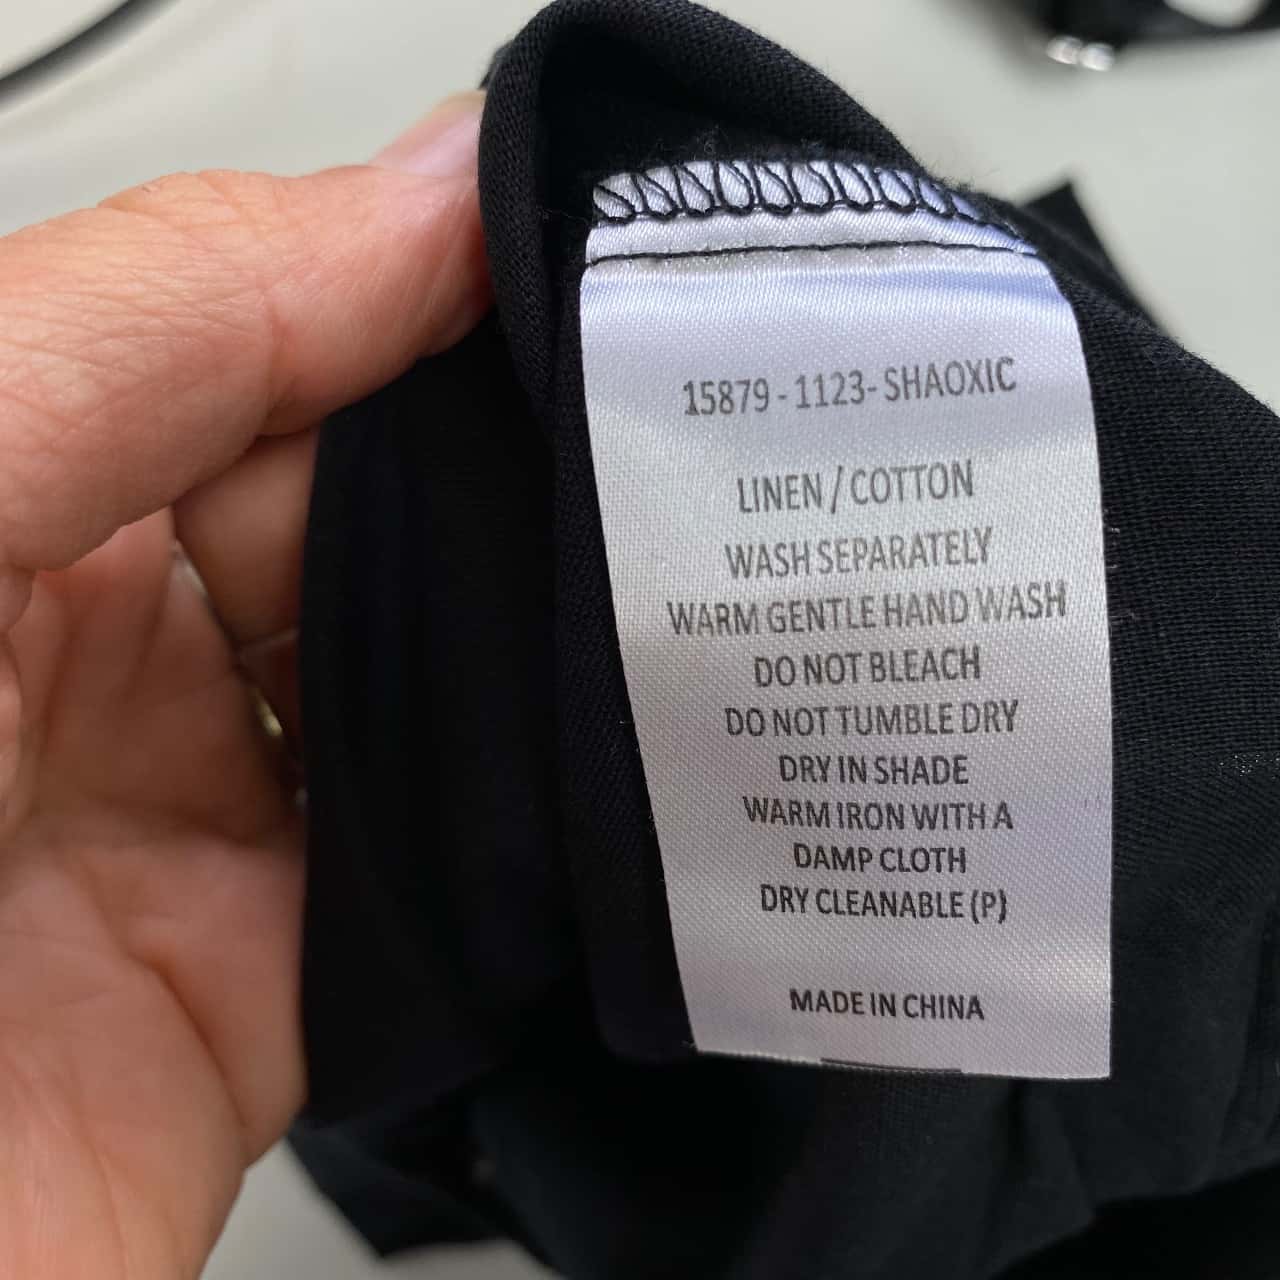 15879 - 1123- SHAOXIC
LINEN / COTTON
WASH SEPARATELY
WARM GENTLE HAND WASH
DO NOT BLEACH
DO NOT TUMBLE DRY
DRY IN SHADE
WARM IRON WITH A
DAMP CLOTH
DRY CLEANABLE (P)
MADE IN CHINA